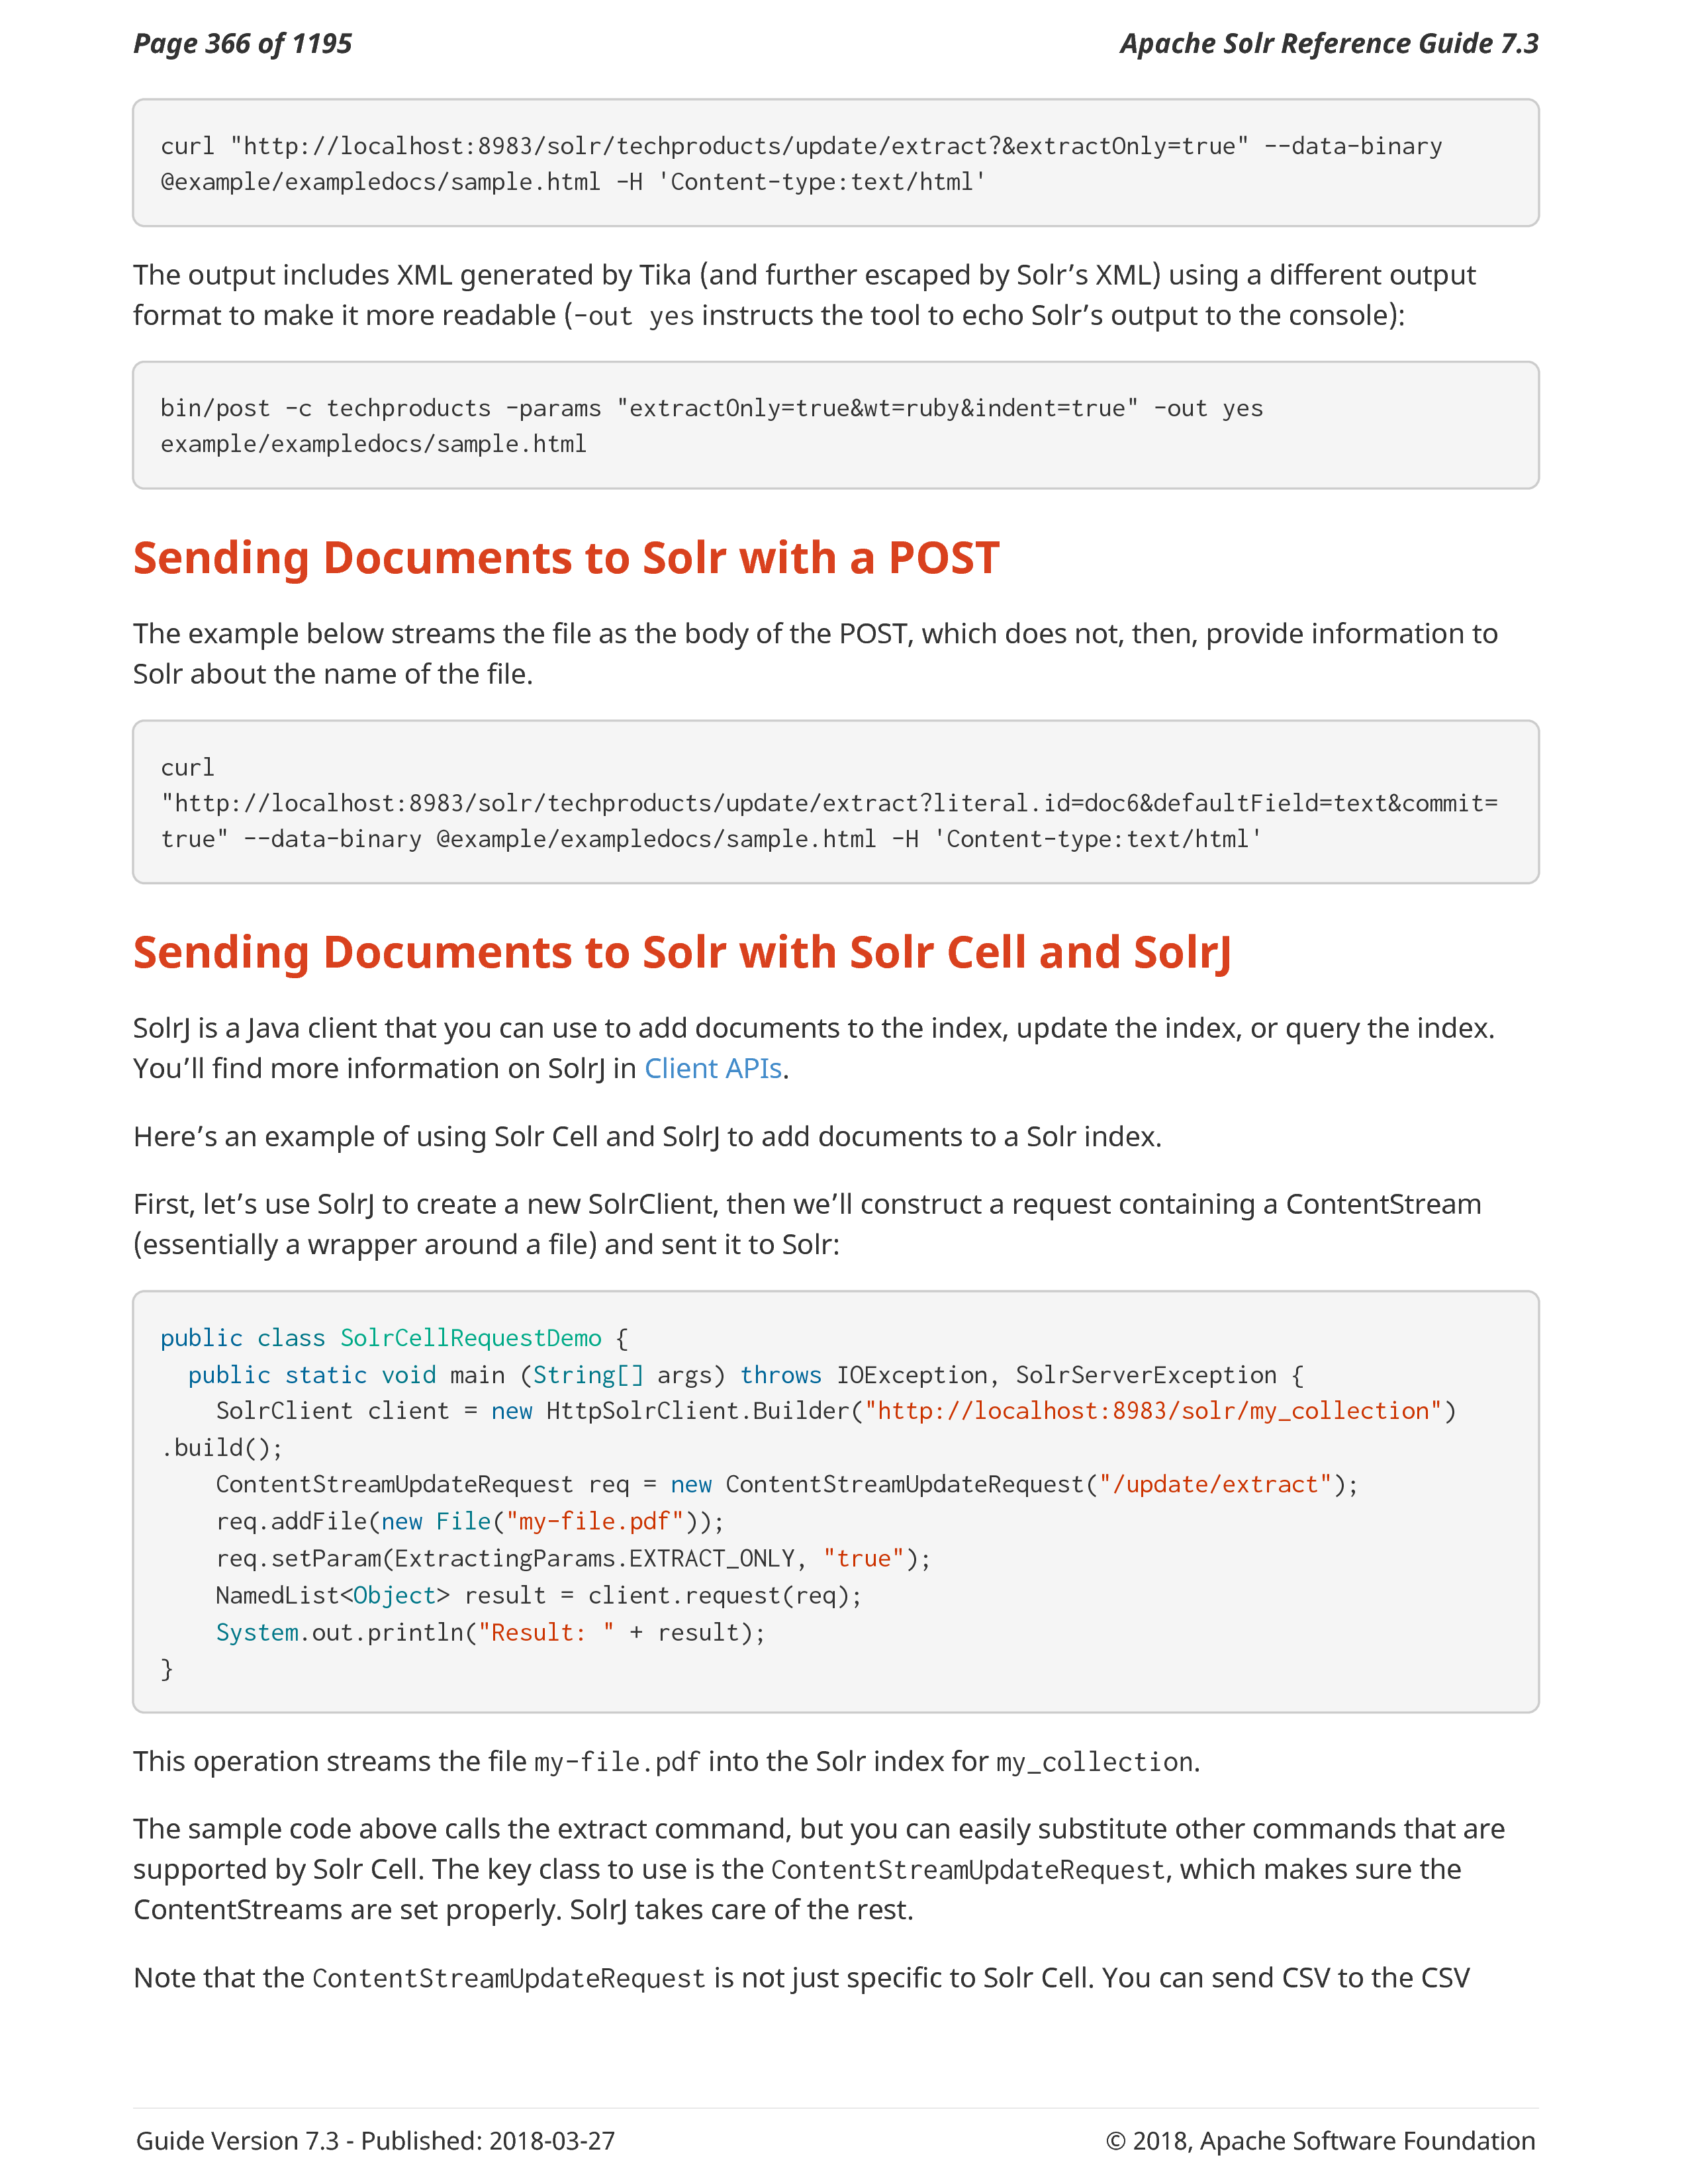 Page 366 of 1195
Apache Solr Reference Guide 7.3
curl "http://localhost:8983/solr/techproducts/update/extract?&extractOnly=true" --data-binary
@example/exampledocs/sample.html -H 'Content-type:text/html'
The output includes XML generated by Tika (and further escaped by Solr’s XML) using a different output
format to make it more readable (-out yes instructs the tool to echo Solr’s output to the console):
bin/post -c techproducts -params "extractOnly=true&wt=ruby&indent=true" -out yes
example/exampledocs/sample.html
Sending Documents to Solr with a POST
The example below streams the file as the body of the POST, which does not, then, provide information to
Solr about the name of the file.
curl
"http://localhost:8983/solr/techproducts/update/extract?literal.id=doc6&defaultField=text&commit=
true" --data-binary @example/exampledocs/sample.html -H 'Content-type:text/html'
Sending Documents to Solr with Solr Cell and SolrJ
SolrJ is a Java client that you can use to add documents to the index, update the index, or query the index.
You’ll find more information on SolrJ in Client APIs.
Here’s an example of using Solr Cell and SolrJ to add documents to a Solr index.
First, let’s use SolrJ to create a new SolrClient, then we’ll construct a request containing a ContentStream
(essentially a wrapper around a file) and sent it to Solr:
public class SolrCellRequestDemo {
  public static void main (String[] args) throws IOException, SolrServerException {
    SolrClient client = new HttpSolrClient.Builder("http://localhost:8983/solr/my_collection")
.build();
    ContentStreamUpdateRequest req = new ContentStreamUpdateRequest("/update/extract");
    req.addFile(new File("my-file.pdf"));
    req.setParam(ExtractingParams.EXTRACT_ONLY, "true");
    NamedList<Object> result = client.request(req);
    System.out.println("Result: " + result);
}
This operation streams the file my-file.pdf into the Solr index for my_collection.
The sample code above calls the extract command, but you can easily substitute other commands that are
supported by Solr Cell. The key class to use is the ContentStreamUpdateRequest, which makes sure the
ContentStreams are set properly. SolrJ takes care of the rest.
Note that the ContentStreamUpdateRequest is not just specific to Solr Cell. You can send CSV to the CSV
Guide Version 7.3 - Published: 2018-03-27
© 2018, Apache Software Foundation